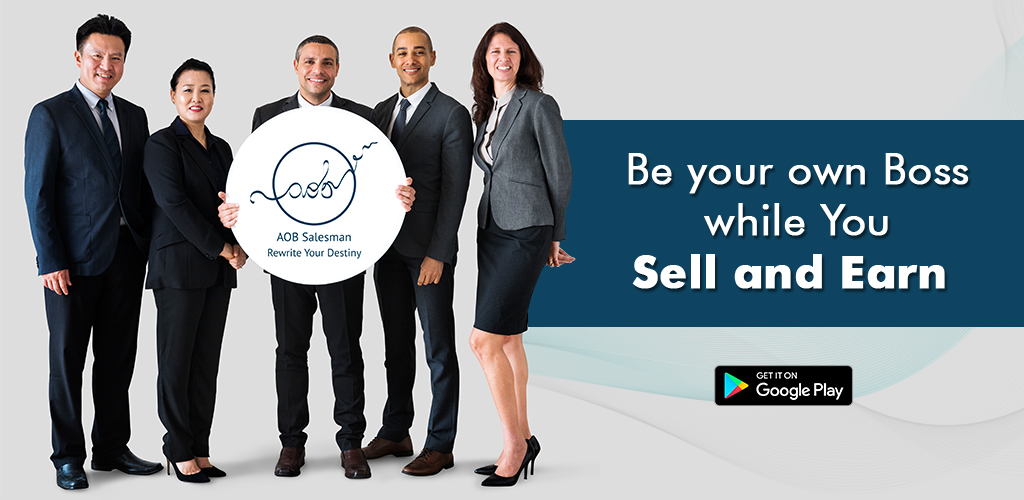 aob
AOB Salesman
Rewrite Your Destiny
Be your own Boss
while You
Sell and Earn
GET IT ON
Google Play